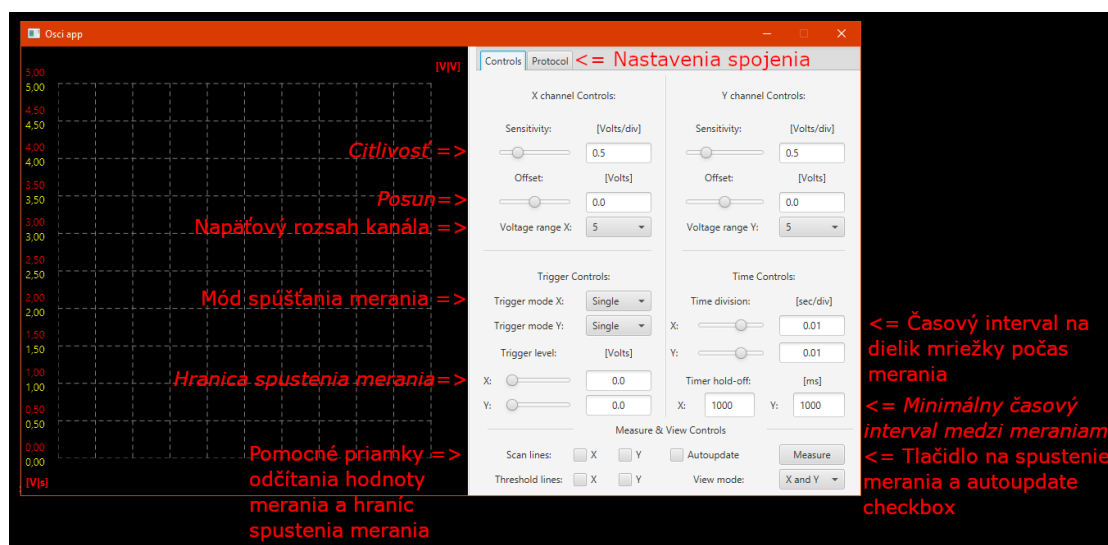 Osci app
Controls Protocol <= Nastavenia spojenia
[V|V]
5,00
5,00
4,50
4,50
4,00
4,00
3,50
3,50
3,00
3,00
2,50
2,50
2,00
2,00
1,50
1,50
1,00
1,00
0,50
0,50
0,00
0,00
[V|s]
Citlivosť =>
Posun=>
Napäťový rozsah kanála =>
Mód spúšťania merania =>
Hranica spustenia merania=>
Pomocné priamky =>
odčítania hodnoty
merania a hraníc
spustenia merania
X channel Controls:
Sensitivity: [Volts/div]
0.5
Offset: [Volts]
0.0
Voltage range X: 5
Y channel Controls:
Sensitivity: [Volts/div]
0.5
Offset: [Volts]
0.0
Voltage range Y: 5
Trigger Controls:
Trigger mode X: Single
Trigger mode Y: Single
Trigger level: [Volts]
X: 0.0
Y: 0.0
Time Controls:
Time division: [sec/div]
X: 0.01
Y: 0.01
Timer hold-off: [ms]
X: 1000 Y: 1000
Measure & View Controls
Scan lines: X Y Autoupdate Measure
Threshold lines: X Y View mode: X and Y
<= Časový interval na
dielik mriežky počas
merania
<= Minimálny časový
interval medzi meraniam
<= Tlačidlo na spustenie
merania a autoupdate
checkbox